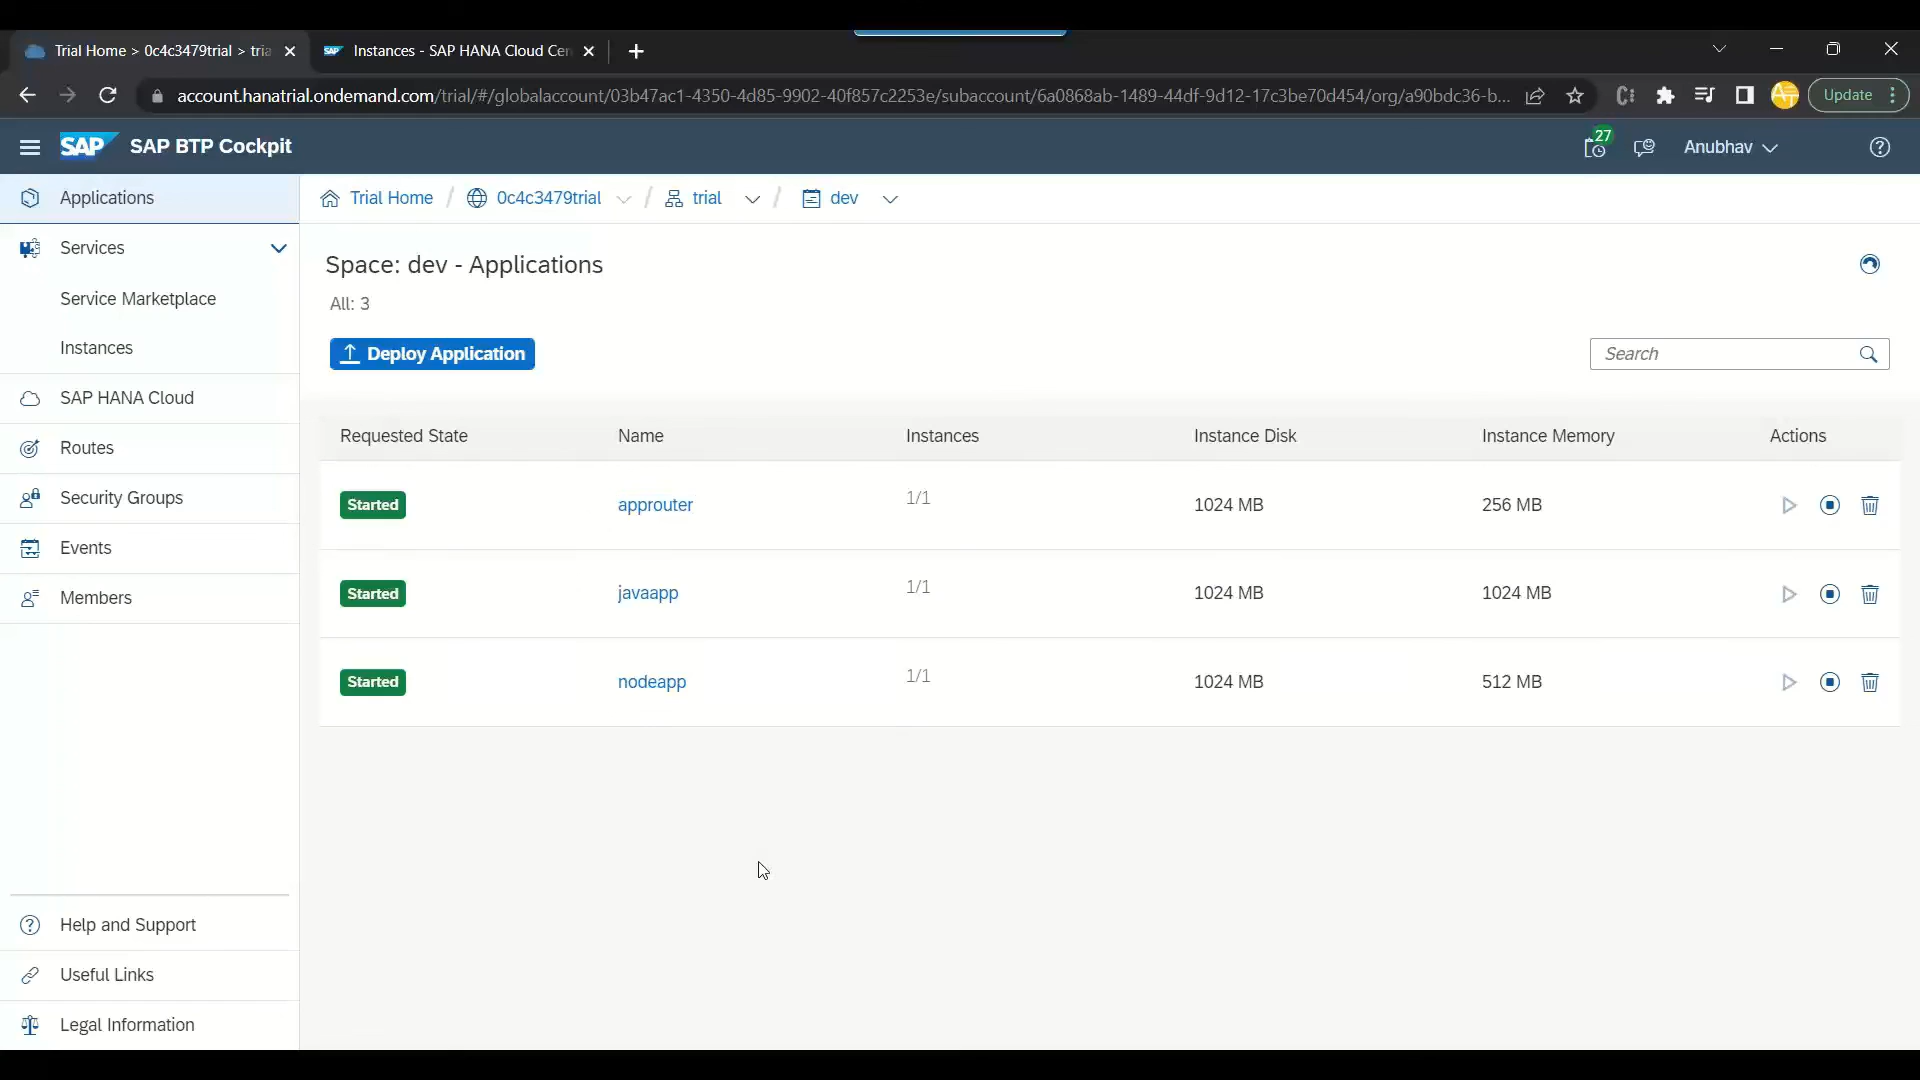 Trial Home > 0c4c3479trial > tria
Instances - SAP HANA Cloud Cen
account.hanatrial.ondemand.com/trial/#/globalaccount/03b47ac1-4350-4d85-9902-40f857c2253e/subaccount/6a0868ab-1489-44df-9d12-17c3be70d454/org/a90bdc36-b...
Update
SAP
SAP BTP Cockpit
27
Anubhav
Applications
Services
Service Marketplace
Instances
SAP HANA Cloud
Routes
Security Groups
Events
Members
Help and Support
Useful Links
Legal Information
Trial Home / 0c4c3479trial / trial / dev
Space: dev - Applications
All: 3
Deploy Application
Search
Requested State Name Instances Instance Disk Instance Memory Actions
Started approuter 1/1 1024 MB 256 MB
Started javaapp 1/1 1024 MB 1024 MB
Started nodeapp 1/1 1024 MB 512 MB